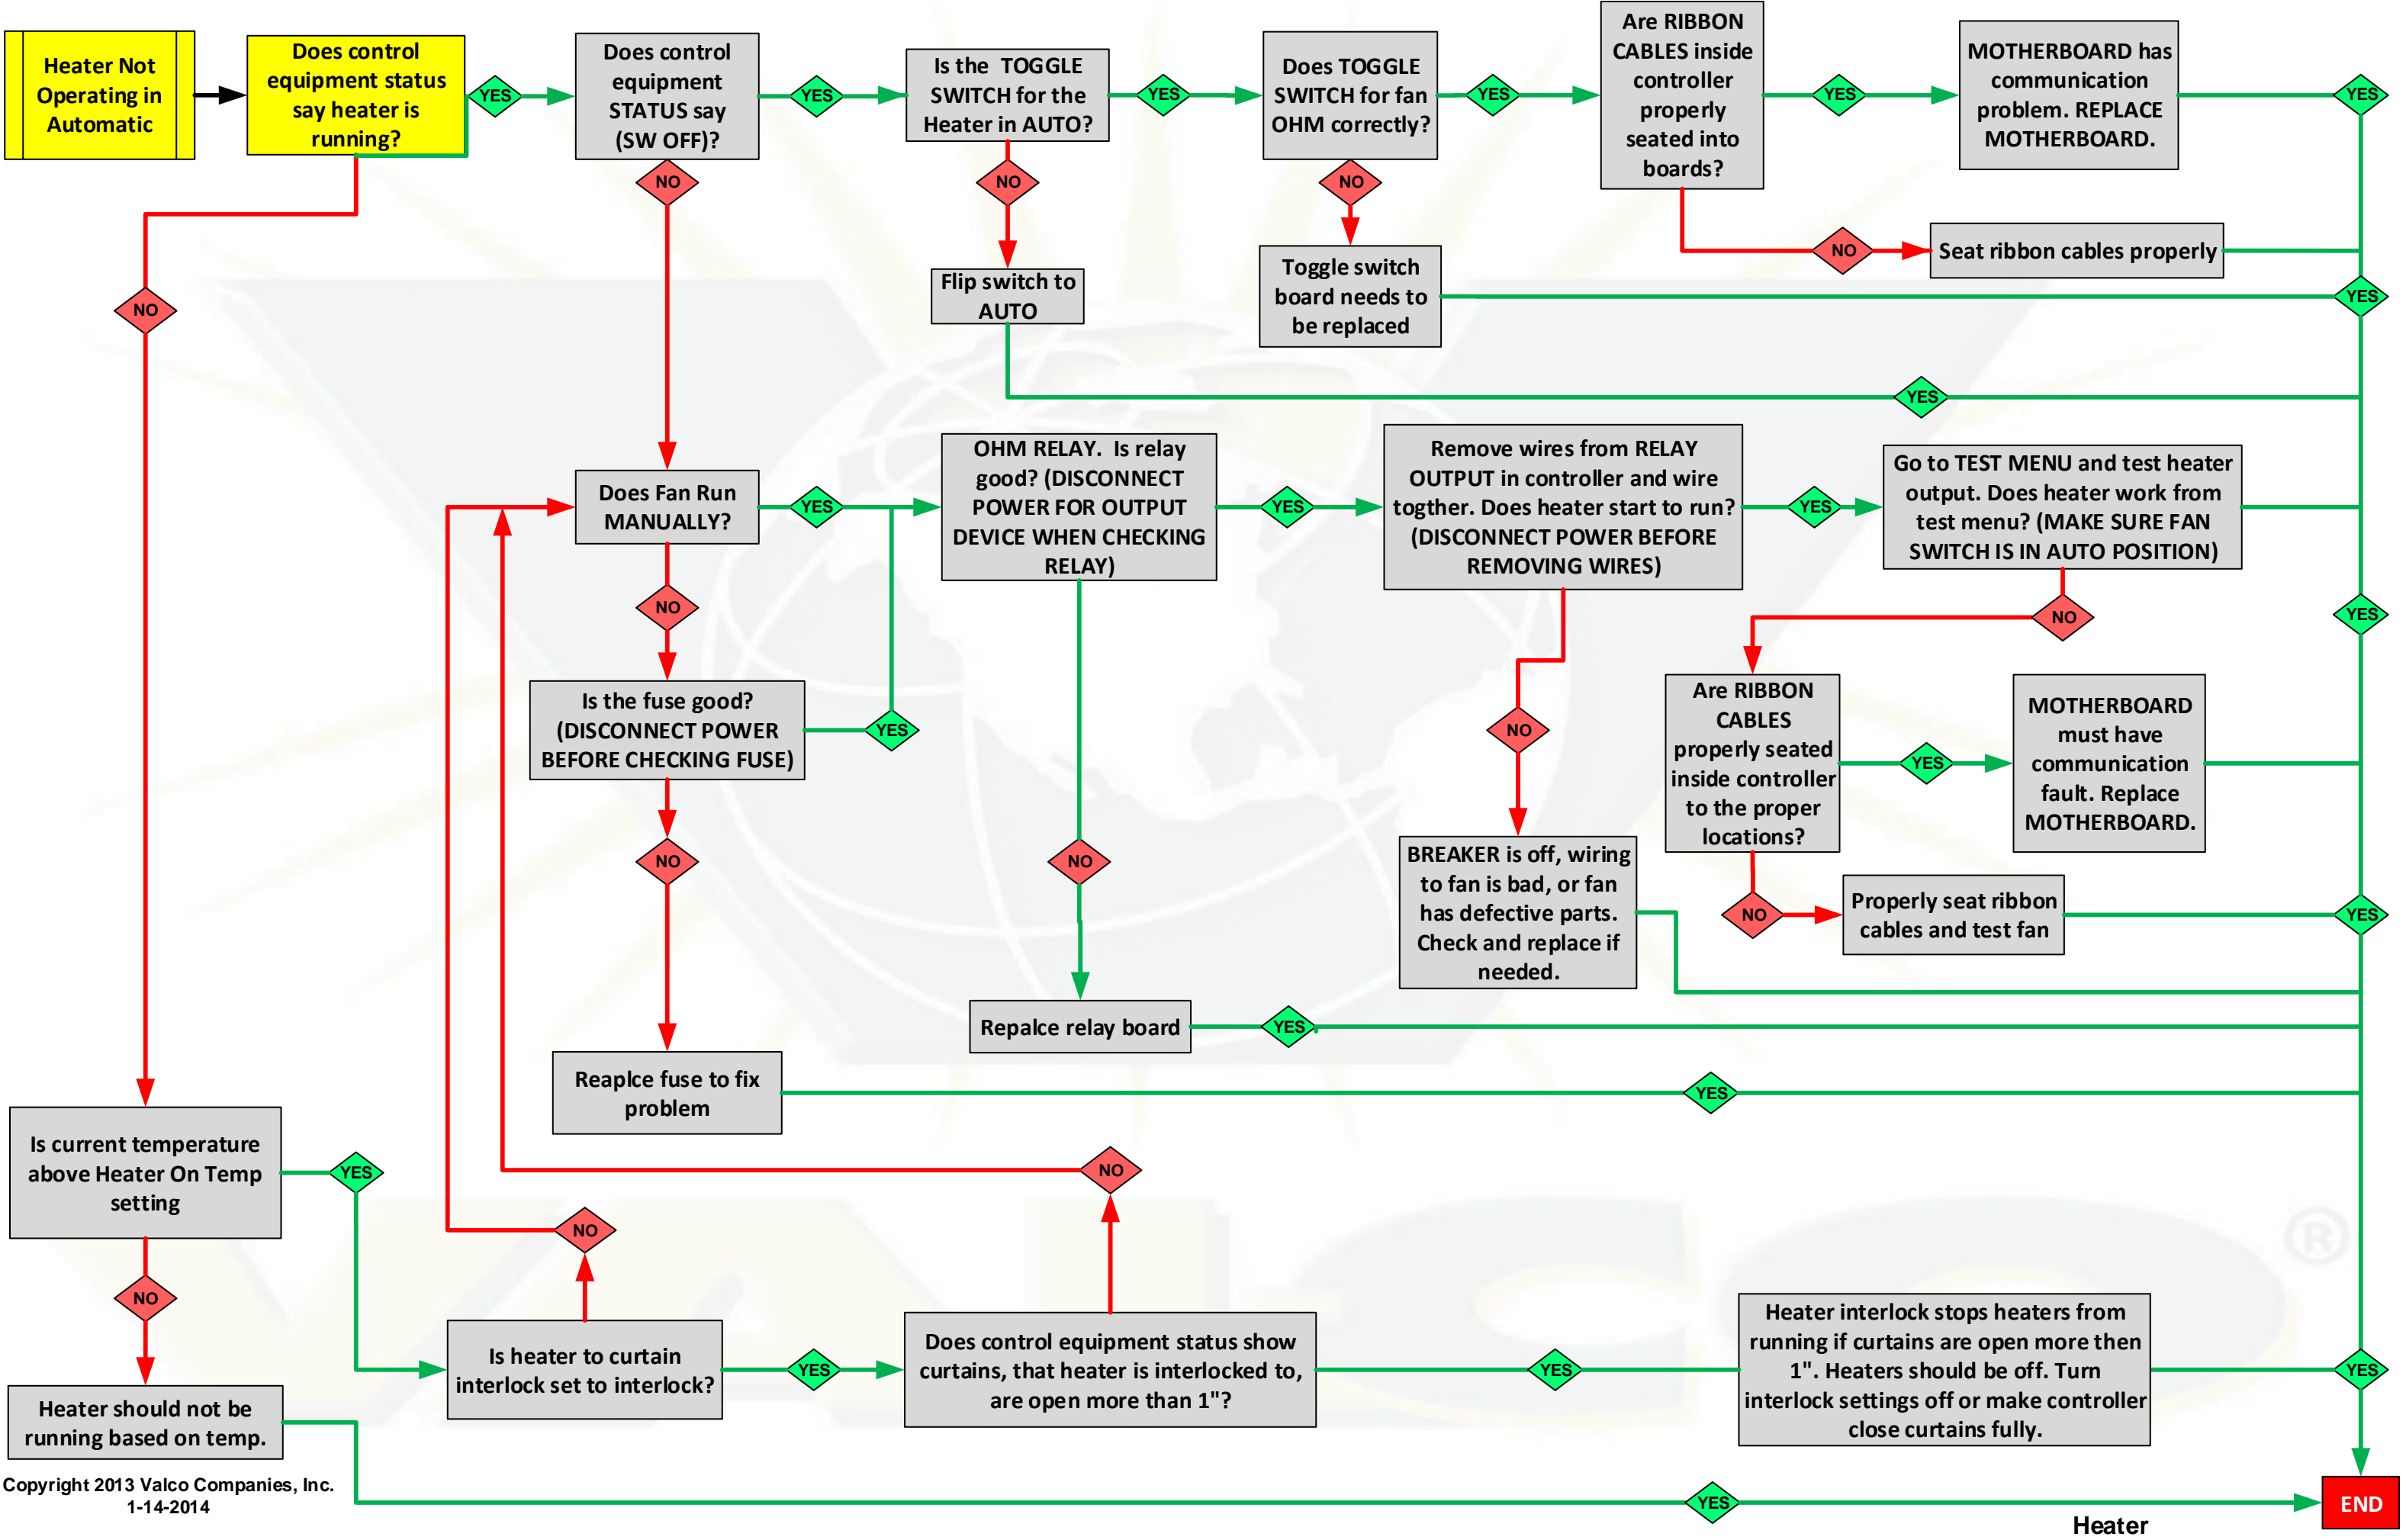 Heater Not
Operating in
Automatic
Does control
equipment status
say heater is
running?
YES
Does control
equipment
STATUS say
(SW OFF)?
YES
Is the TOGGLE
SWITCH for the
Heater in AUTO?
YES
Does TOGGLE
SWITCH for fan
OHM correctly?
YES
Are RIBBON
CABLES inside
controller
properly
seated into
boards?
YES
MOTHERBOARD has
communication
problem. REPLACE
MOTHERBOARD.
YES
NO
NO
NO
NO
Seat ribbon cables properly
NO
Flip switch to
AUTO
Toggle switch
board needs to
be replaced
YES
YES
Does Fan Run
MANUALLY?
YES
OHM RELAY. Is relay
good? (DISCONNECT
POWER FOR OUTPUT
DEVICE WHEN CHECKING
RELAY)
YES
Remove wires from RELAY
OUTPUT in controller and wire
togther. Does heater start to run?
(DISCONNECT POWER BEFORE
REMOVING WIRES)
YES
Go to TEST MENU and test heater
output. Does heater work from
test menu? (MAKE SURE FAN
SWITCH IS IN AUTO POSITION)
NO
NO
YES
Is the fuse good?
(DISCONNECT POWER
BEFORE CHECKING FUSE)
YES
NO
Are RIBBON
CABLES
properly seated
inside controller
to the proper
locations?
YES
MOTHERBOARD
must have
communication
fault. Replace
MOTHERBOARD.
NO
NO
BREAKER is off, wiring
to fan is bad, or fan
has defective parts.
Check and replace if
needed.
NO
Properly seat ribbon
cables and test fan
YES
Repalce relay board
YES
Reaplce fuse to fix
problem
YES
Is current temperature
above Heater On Temp
setting
YES
NO
NO
NO
Is heater to curtain
interlock set to interlock?
YES
Does control equipment status show
curtains, that heater is interlocked to,
are open more than 1"?
YES
Heater interlock stops heaters from
running if curtains are open more then
1". Heaters should be off. Turn
interlock settings off or make controller
close curtains fully.
YES
Heater should not be
running based on temp.
YES
END
Copyright 2013 Valco Companies, Inc.
1-14-2014
Heater
VALCO®